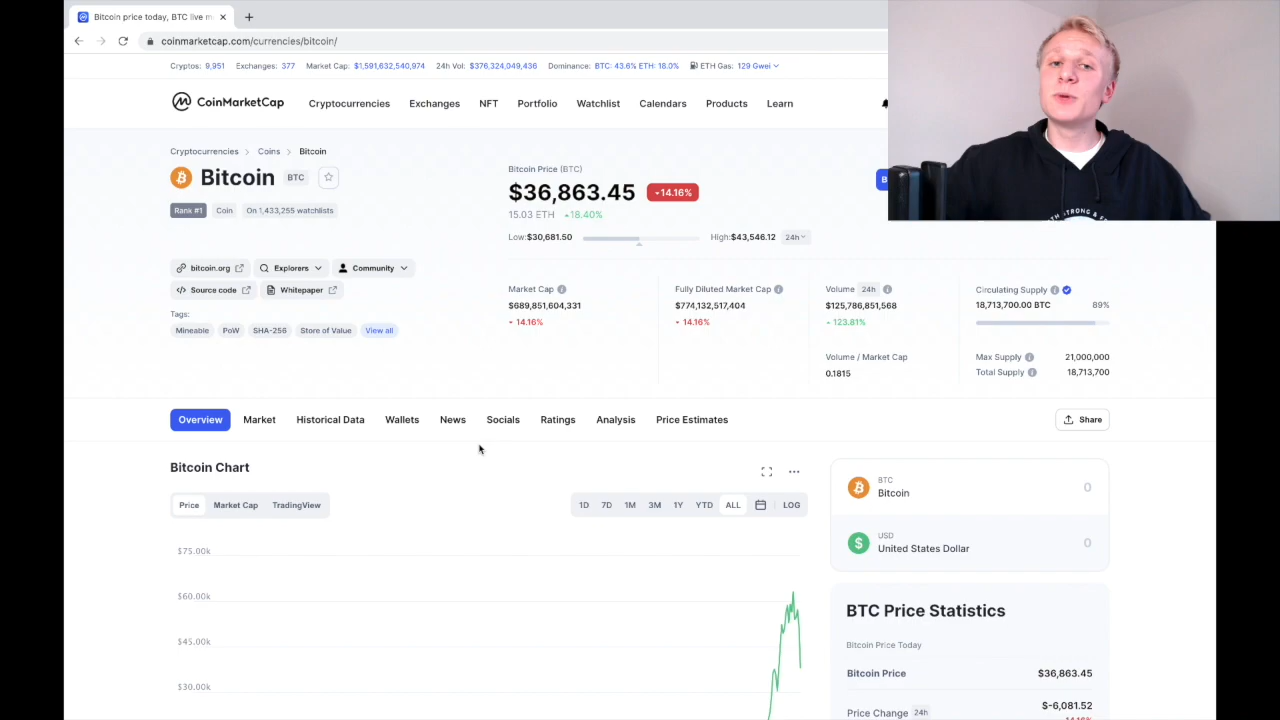 Bitcoin price today, BTC live m
coinmarketcap.com/currencies/bitcoin/
Cryptos: 9,951 Exchanges: 377 Market Cap: $1,591,632,540,974 24h Vol: $376,324,049,436 Dominance: BTC: 43.6% ETH: 18.0% ETH Gas: 129 Gwei
CoinMarketCap Cryptocurrencies Exchanges NFT Portfolio Watchlist Calendars Products Learn
Cryptocurrencies Coins Bitcoin
Bitcoin BTC
Rank #1 Coin On 1,433,255 watchlists
bitcoin.org Explorers Community
Source code Whitepaper
Tags:
Mineable PoW SHA-256 Store of Value View all
Bitcoin Price (BTC)
$36,863.45 14.16%
15.03 ETH 18.40%
Low:$30,681.50 High:$43,546.12 24h
B
Market Cap
$689,851,604,331
14.16%
Fully Diluted Market Cap
$774,132,517,404
14.16%
Volume 24h
$125,786,851,568
123.81%
Volume / Market Cap
0.1815
Circulating Supply
18,713,700.00 BTC 89%
Max Supply 21,000,000
Total Supply 18,713,700
Overview Market Historical Data Wallets News Socials Ratings Analysis Price Estimates Share
Bitcoin Chart
Price Market Cap TradingView 1D 7D 1M 3M 1Y YTD ALL LOG
$75.00k
$60.00k
$45.00k
$30.00k
BTC
Bitcoin 0
USD
United States Dollar 0
BTC Price Statistics
Bitcoin Price Today
Bitcoin Price $36,863.45
Price Change 24h $-6,081.52
14.16%